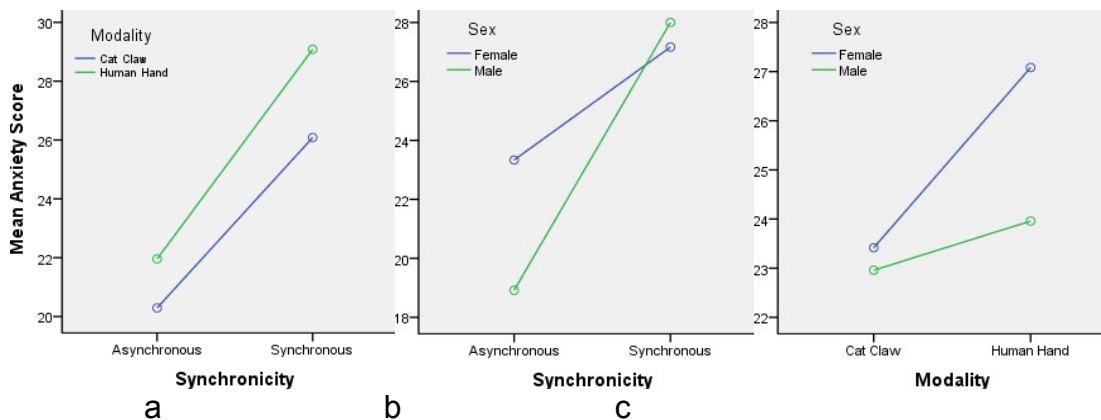 Mean Anxiety Score
30
28
26
24
22
20
Modality
Cat Claw
Human Hand
Asynchronous
Synchronous
Synchronicity
28
26
24
22
20
18
Sex
Female
Male
Asynchronous
Synchronous
Synchronicity
28
27
26
25
24
23
22
Sex
Female
Male
Cat Claw
Human Hand
Modality
a
b
c